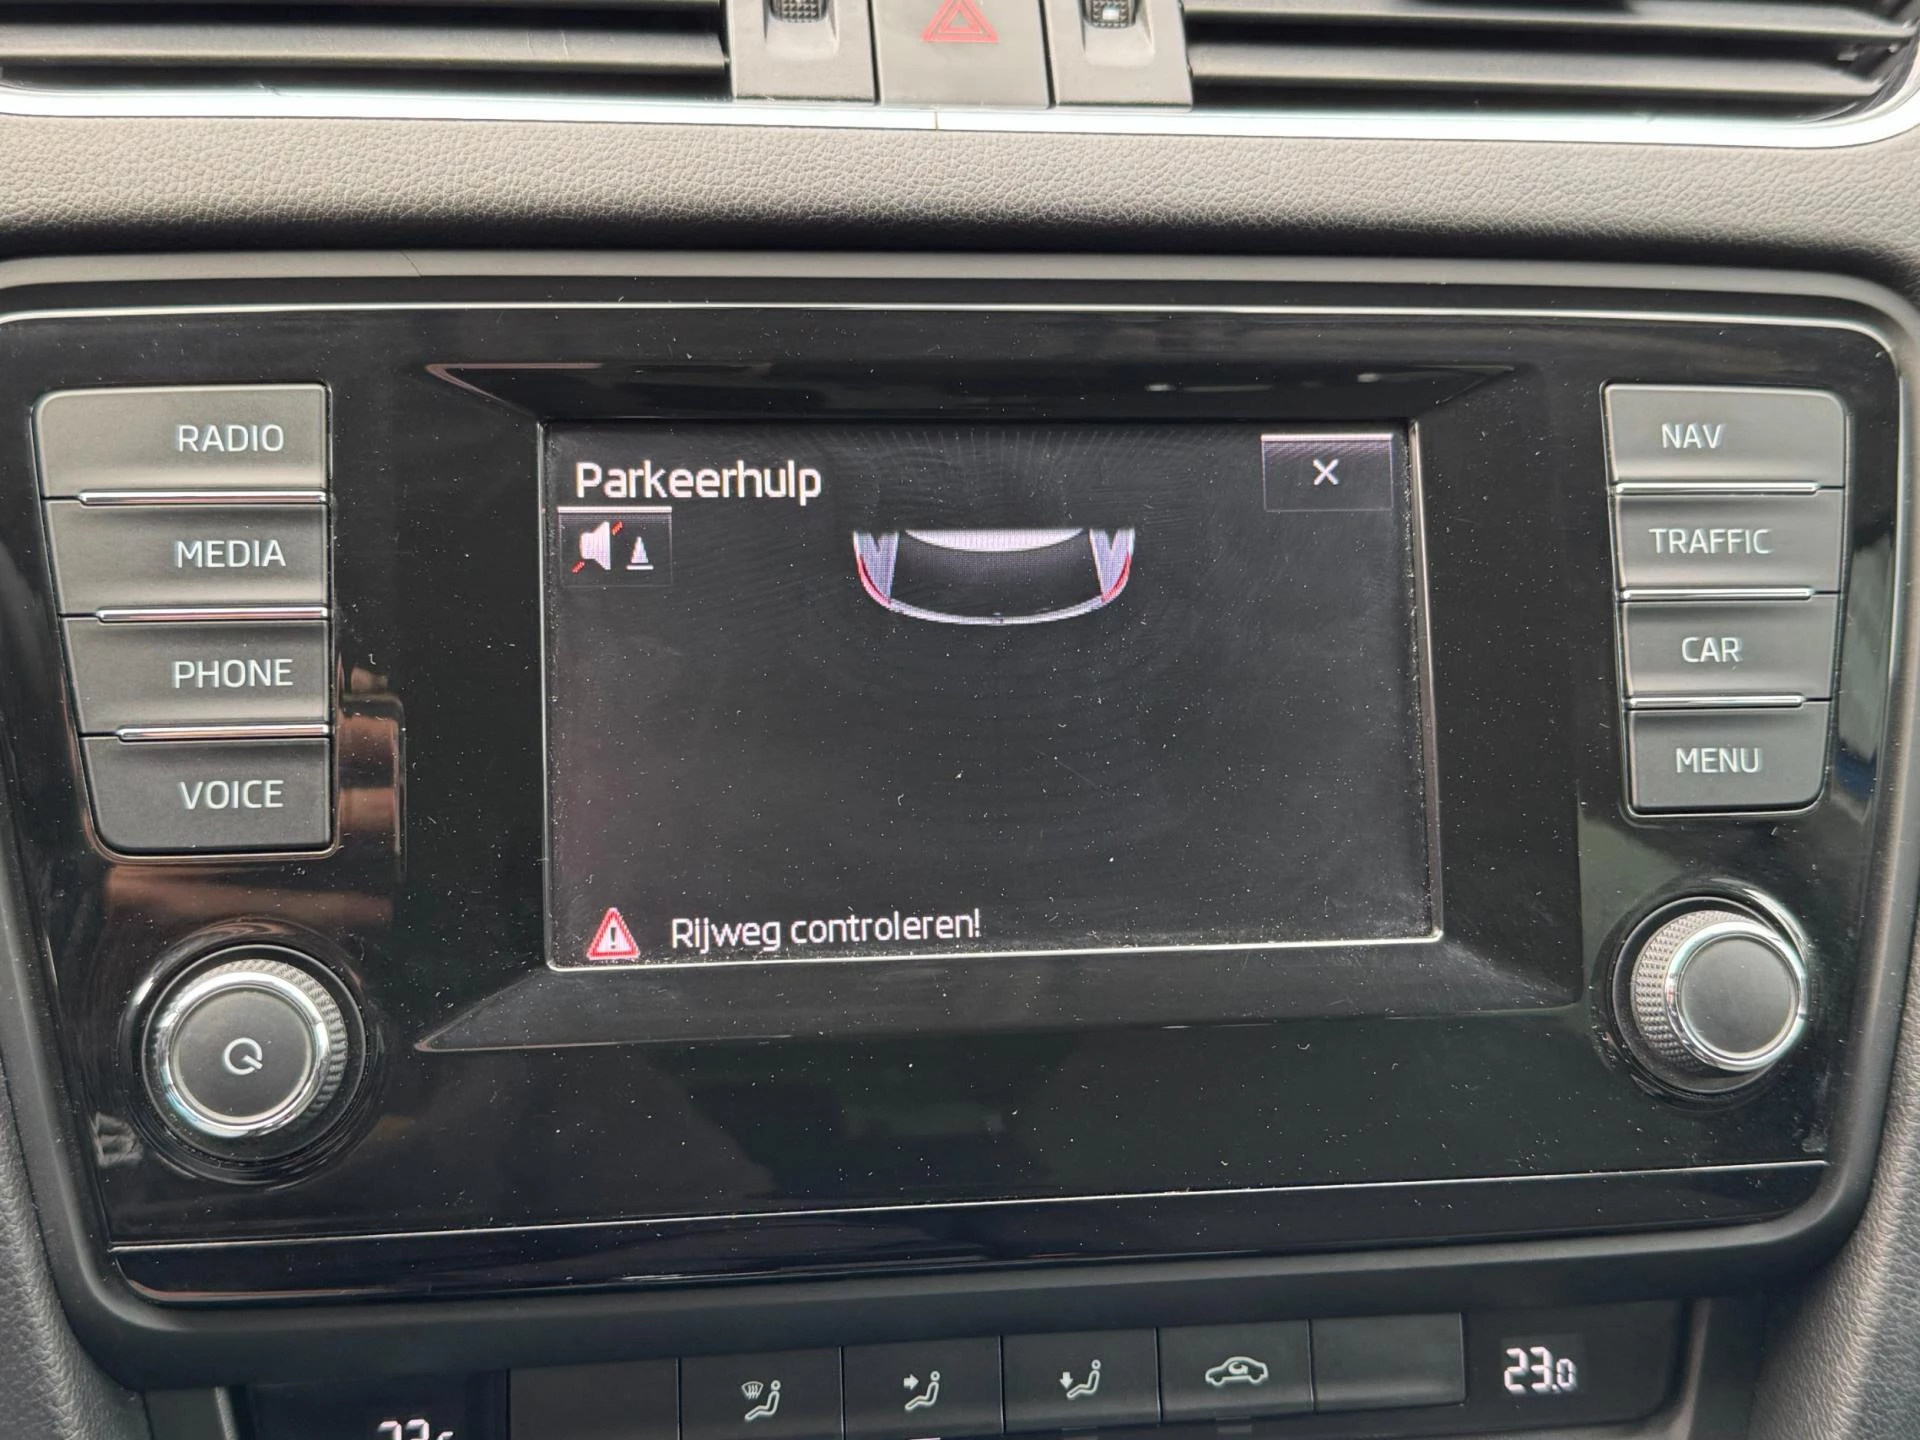 RADIO
MEDIA
PHONE
VOICE
Parkeerhulp
Rijweg controleren!
NAV
TRAFFIC
CAR
MENU
23.0